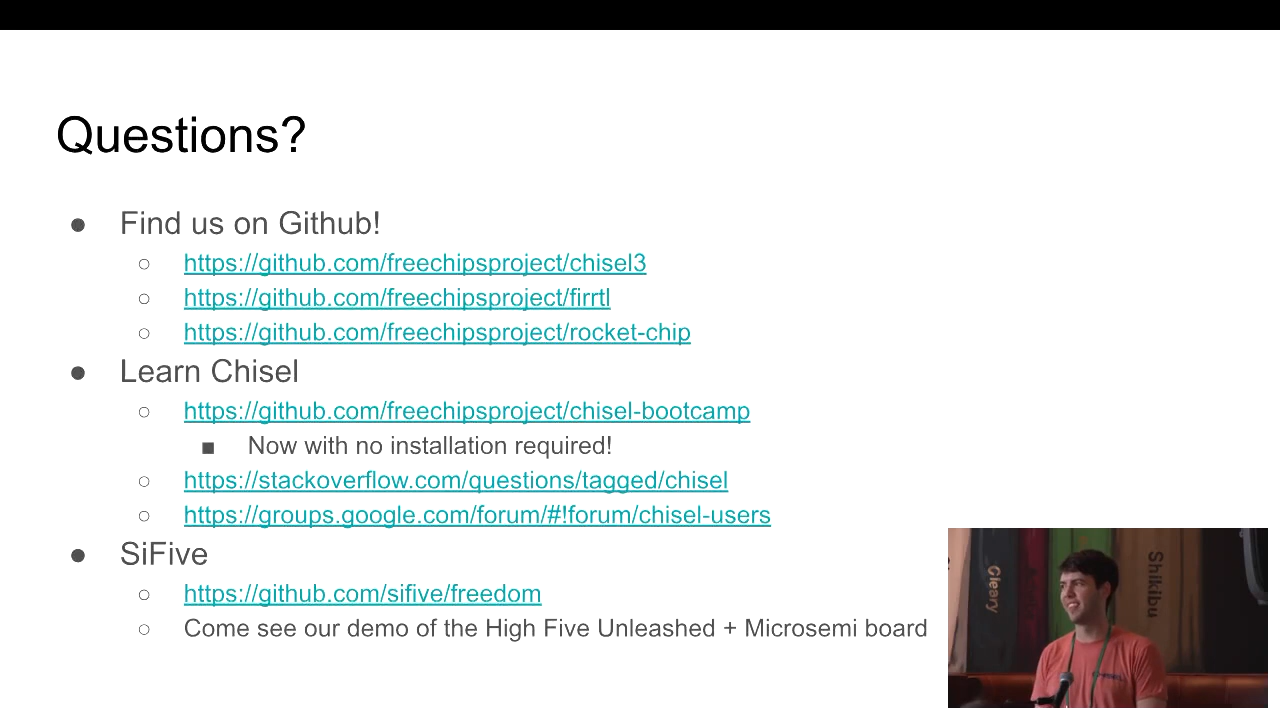 Questions?
● Find us on Github!
○ https://github.com/freechipsproject/chisel3
○ https://github.com/freechipsproject/firrtl
○ https://github.com/freechipsproject/rocket-chip
● Learn Chisel
○ https://github.com/freechipsproject/chisel-bootcamp
■ Now with no installation required!
○ https://stackoverflow.com/questions/tagged/chisel
○ https://groups.google.com/forum/#!forum/chisel-users
● SiFive
○ https://github.com/sifive/freedom
○ Come see our demo of the High Five Unleashed + Microsemi board
Cleary
Shikibu